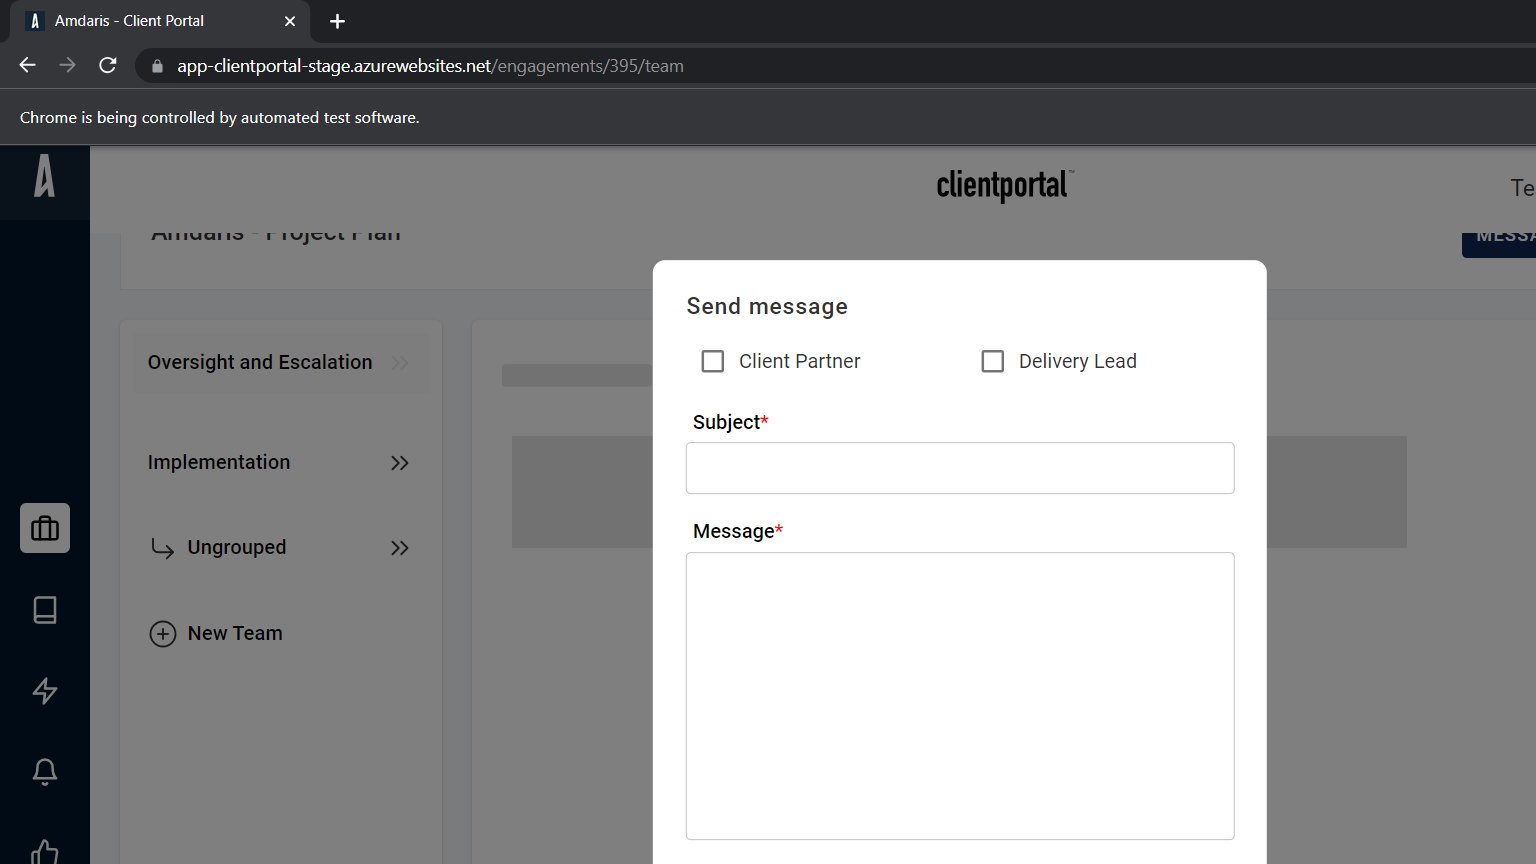 Amdaris - Client Portal
app-clientportal-stage.azurewebsites.net/engagements/395/team
Chrome is being controlled by automated test software.
clientportal™
Te
Amdaris - Project Plan
MESSA
Send message
Client Partner
Delivery Lead
Oversight and Escalation
Subject*
Implementation
Message*
Ungrouped
New Team